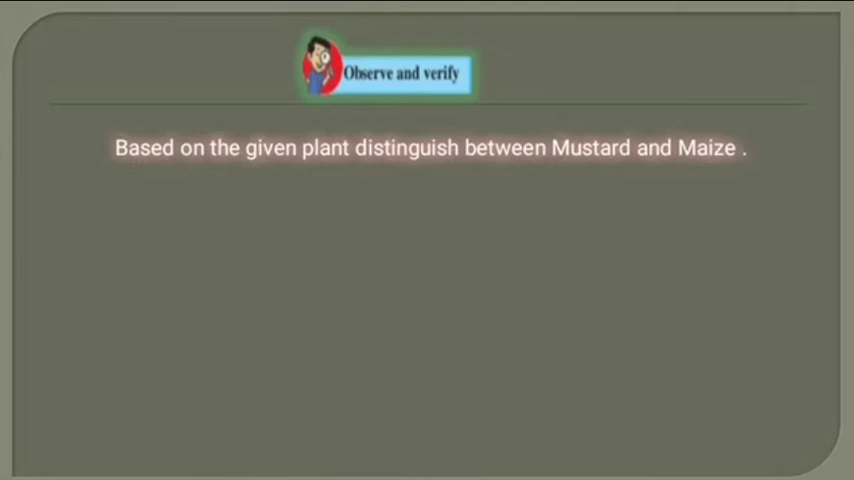 Observe and verify
Based on the given plant distinguish between Mustard and Maize .